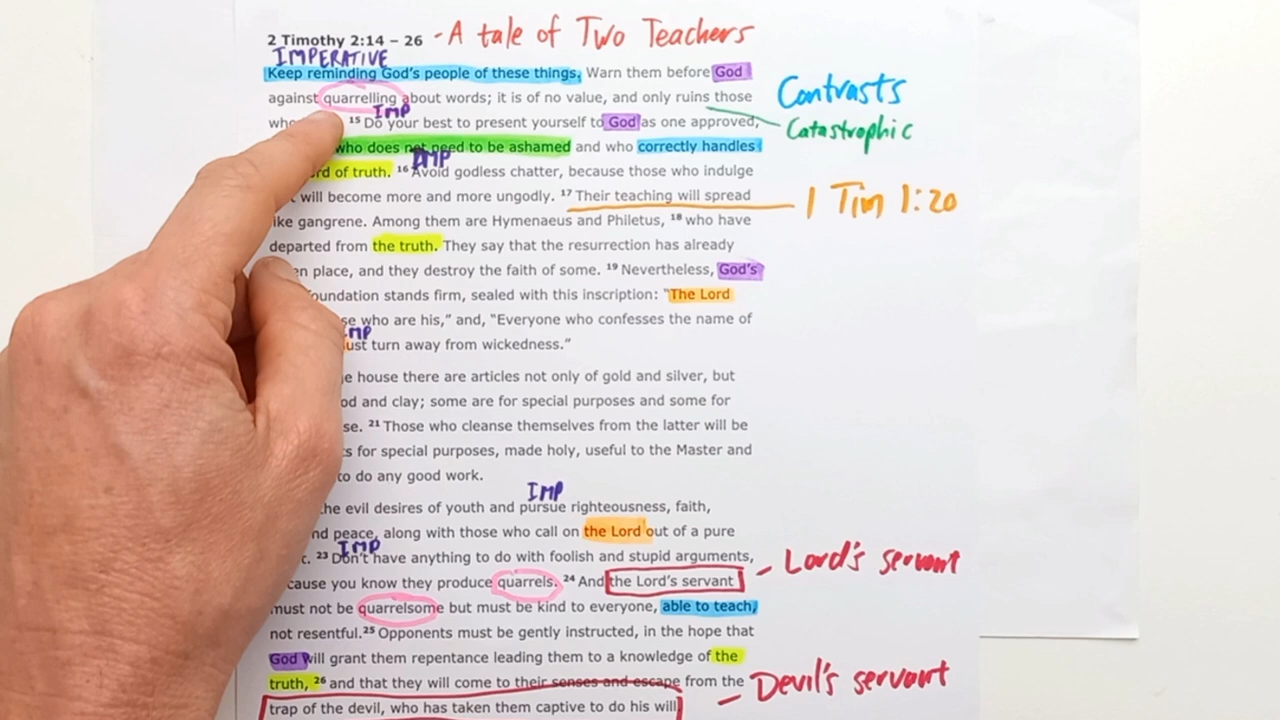 2 Timothy 2:14 – 26 - A tale of Two Teachers
IMPERATIVE
Keep reminding God's people of these things. Warn them before God
against quarrelling about words; it is of no value, and only ruins those
Contrasts
IMP
who 15 Do your best to present yourself to God as one approved,
Catastrophic
who does not need to be ashamed and who correctly handles
IMP
of truth. 16 Avoid godless chatter, because those who indulge
will become more and more ungodly. 17 Their teaching will spread
1 Tim 1:20
like gangrene. Among them are Hymenaeus and Philetus, 18 who have
departed from the truth. They say that the resurrection has already
place, and they destroy the faith of some. 19 Nevertheless, God's
foundation stands firm, sealed with this inscription: "The Lord
who are his," and, "Everyone who confesses the name of
IMP
turn away from wickedness."
house there are articles not only of gold and silver, but
and clay; some are for special purposes and some for
21 Those who cleanse themselves from the latter will be
for special purposes, made holy, useful to the Master and
to do any good work.
IMP
the evil desires of youth and pursue righteousness, faith,
peace, along with those who call on the Lord out of a pure
IMP
23 Don't have anything to do with foolish and stupid arguments,
you know they produce quarrels. 24 And the Lord's servant
- Lord's servant
must not be quarrelsome but must be kind to everyone, able to teach,
not resentful. 25 Opponents must be gently instructed, in the hope that
God will grant them repentance leading them to a knowledge of the
truth, 26 and that they will come to their senses and escape from the
- Devil's servant
trap of the devil, who has taken them captive to do his will